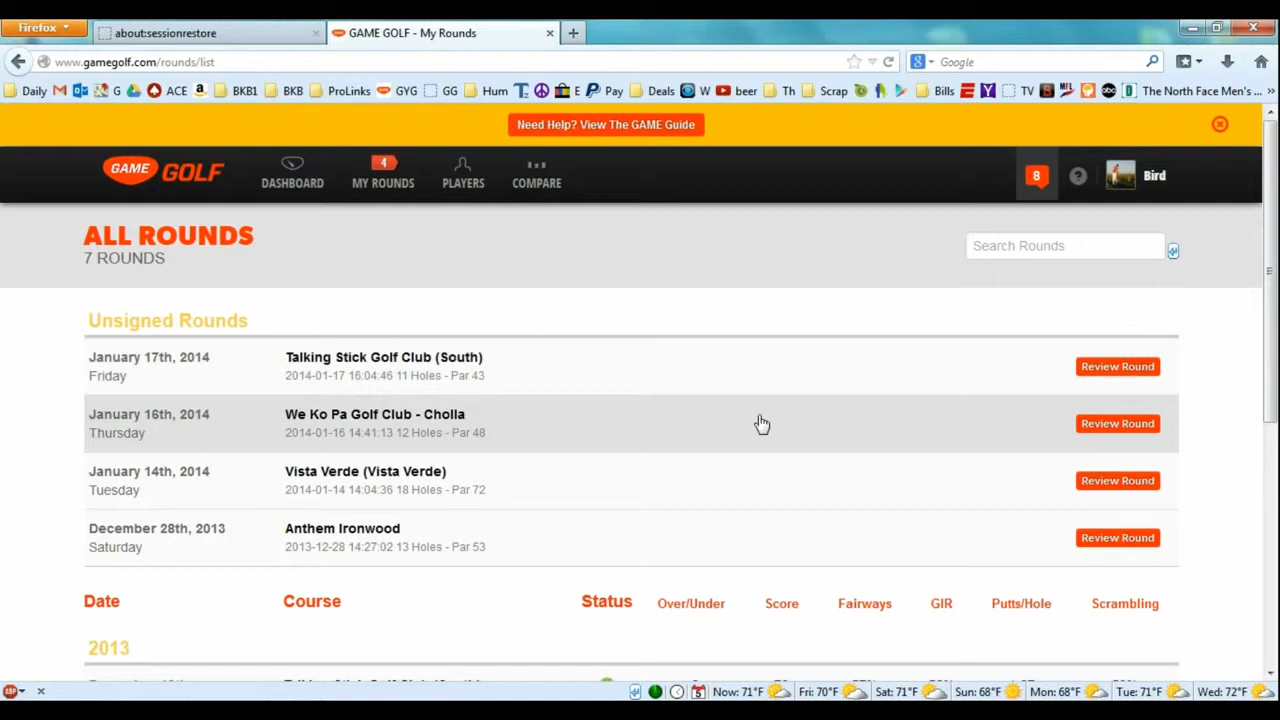 Firefox
about:sessionrestore
GAME GOLF - My Rounds
www.gamegolf.com/rounds/list
Google
Daily G ACE BKB1 BKB ProLinks GYG GG Hum E Pay Deals W beer Th Scrap Bills TV The North Face Men's ...
Need Help? View The GAME Guide
GAME GOLF
DASHBOARD
4
MY ROUNDS
PLAYERS
COMPARE
8
?
Bird
ALL ROUNDS
7 ROUNDS
Search Rounds
Unsigned Rounds
January 17th, 2014
Friday
Talking Stick Golf Club (South)
2014-01-17 16:04:46 11 Holes - Par 43
Review Round
January 16th, 2014
Thursday
We Ko Pa Golf Club - Cholla
2014-01-16 14:41:13 12 Holes - Par 48
Review Round
January 14th, 2014
Tuesday
Vista Verde (Vista Verde)
2014-01-14 14:04:36 18 Holes - Par 72
Review Round
December 28th, 2013
Saturday
Anthem Ironwood
2013-12-28 14:27:02 13 Holes - Par 53
Review Round
Date Course Status Over/Under Score Fairways GIR Putts/Hole Scrambling
2013
ABP
5
Now: 71°F Fri: 70°F Sat: 71°F Sun: 68°F Mon: 68°F Tue: 71°F Wed: 72°F